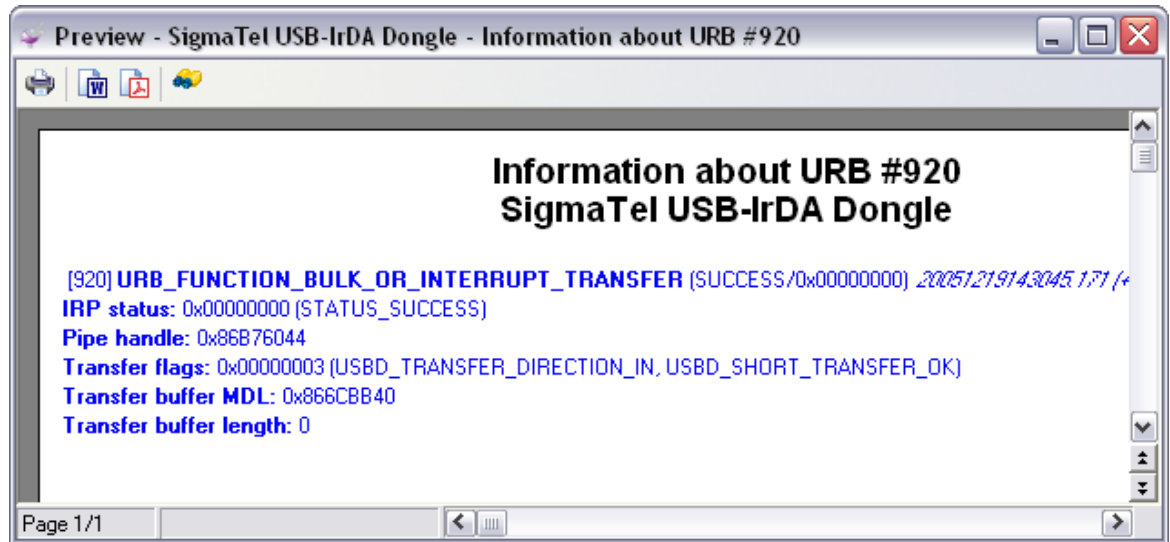 Preview - SigmaTel USB-IrDA Dongle - Information about URB #920
Information about URB #920
SigmaTel USB-IrDA Dongle
[920] URB_FUNCTION_BULK_OR_INTERRUPT_TRANSFER (SUCCESS/0x00000000) 20051219143045.171 (+
IRP status: 0x00000000 (STATUS_SUCCESS)
Pipe handle: 0x86B76044
Transfer flags: 0x00000003 (USBD_TRANSFER_DIRECTION_IN, USBD_SHORT_TRANSFER_OK)
Transfer buffer MDL: 0x866CBB40
Transfer buffer length: 0
Page 1/1